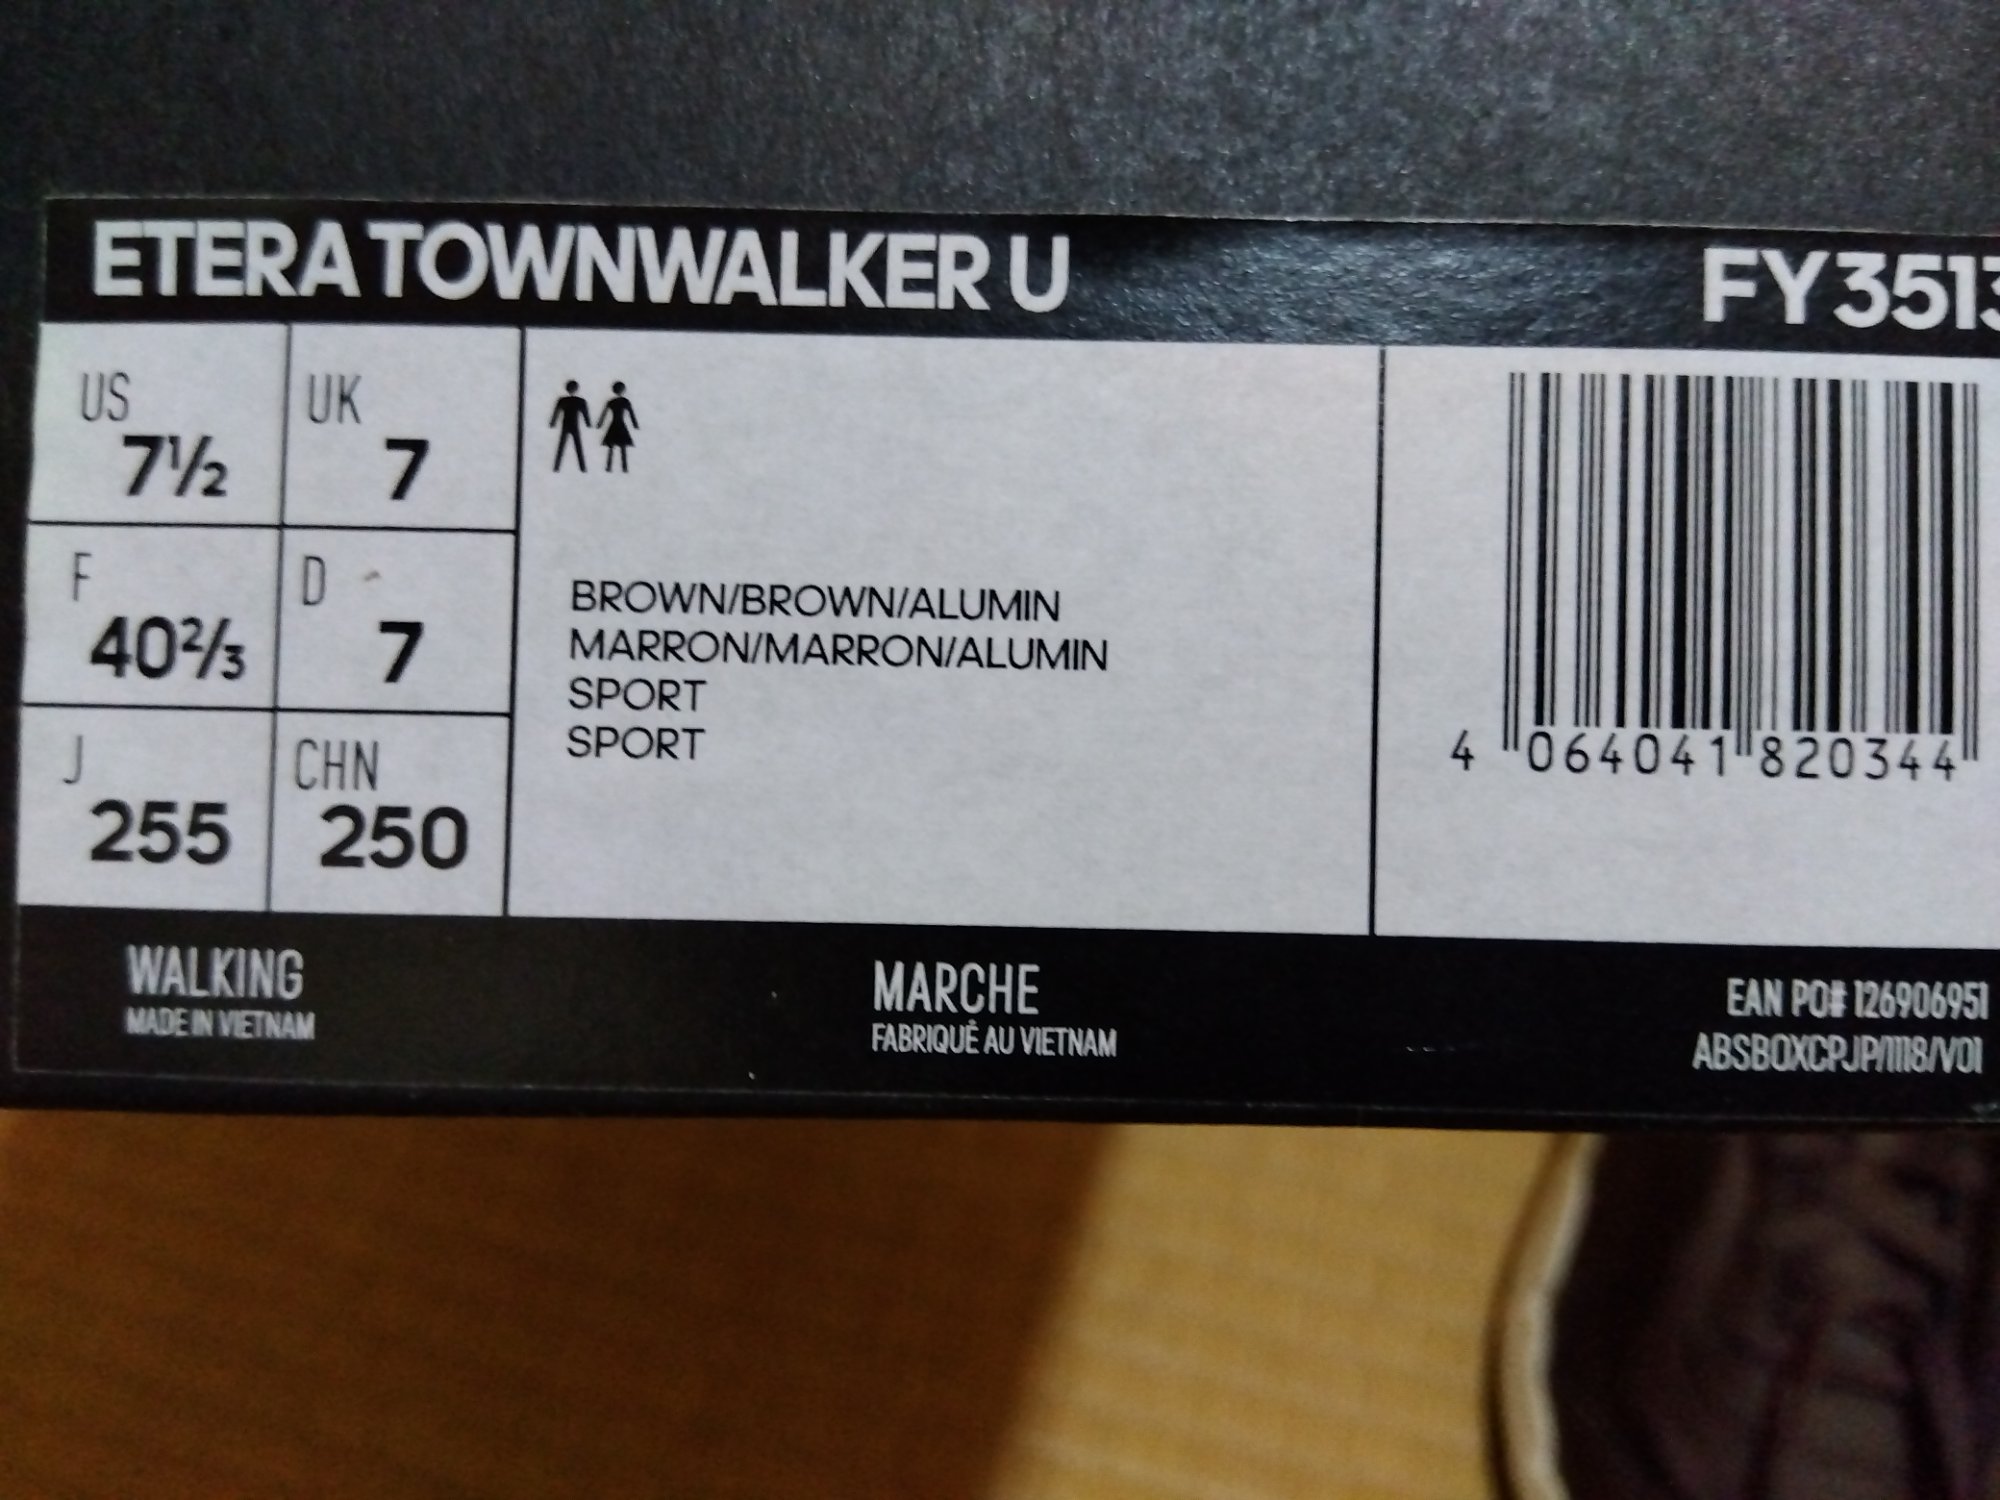 ETERA TOWNWALKER U FY3513
US 7½ UK 7
F 40⅔ D 7
J 255 CHN 250
BROWN/BROWN/ALUMIN
MARRON/MARRON/ALUMIN
SPORT
SPORT
4 064041 820344
WALKING
MADE IN VIETNAM
MARCHE
FABRIQUÉ AU VIETNAM
EAN PO# 126906951
ABSBOXCPJP/1118/V01